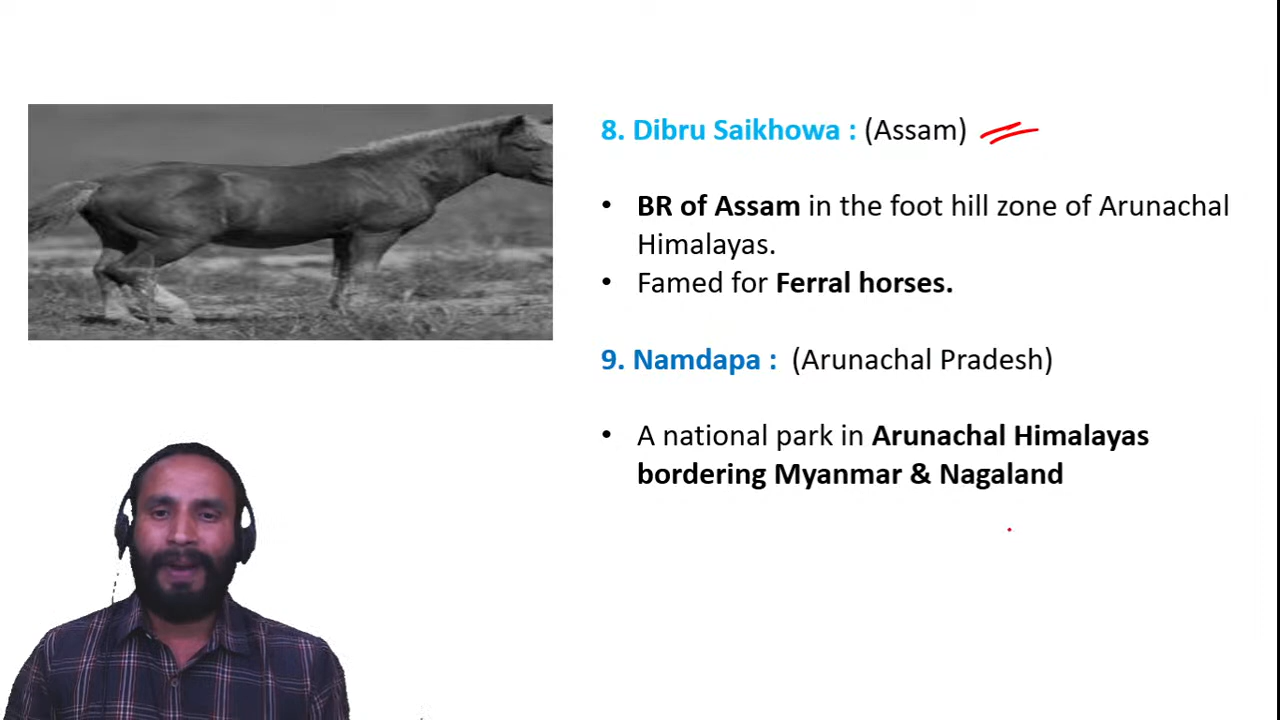 8. Dibru Saikhowa : (Assam)
• BR of Assam in the foot hill zone of Arunachal
Himalayas.
• Famed for Ferral horses.
9. Namdapa : (Arunachal Pradesh)
• A national park in Arunachal Himalayas
bordering Myanmar & Nagaland